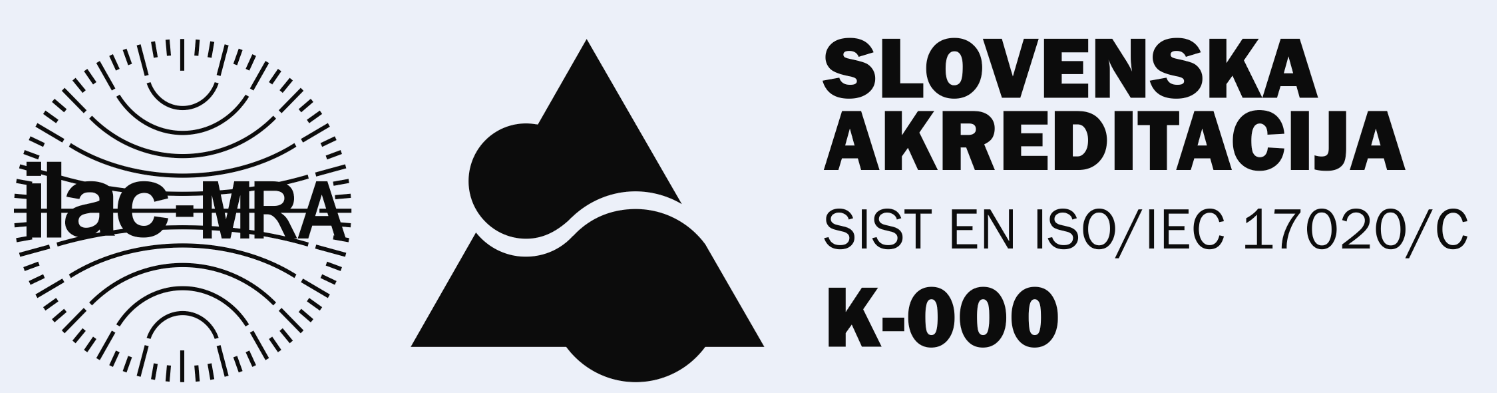 ilac-MRA
SLOVENSKA
AKREDITACIJA
SIST EN ISO/IEC 17020/C
K-000